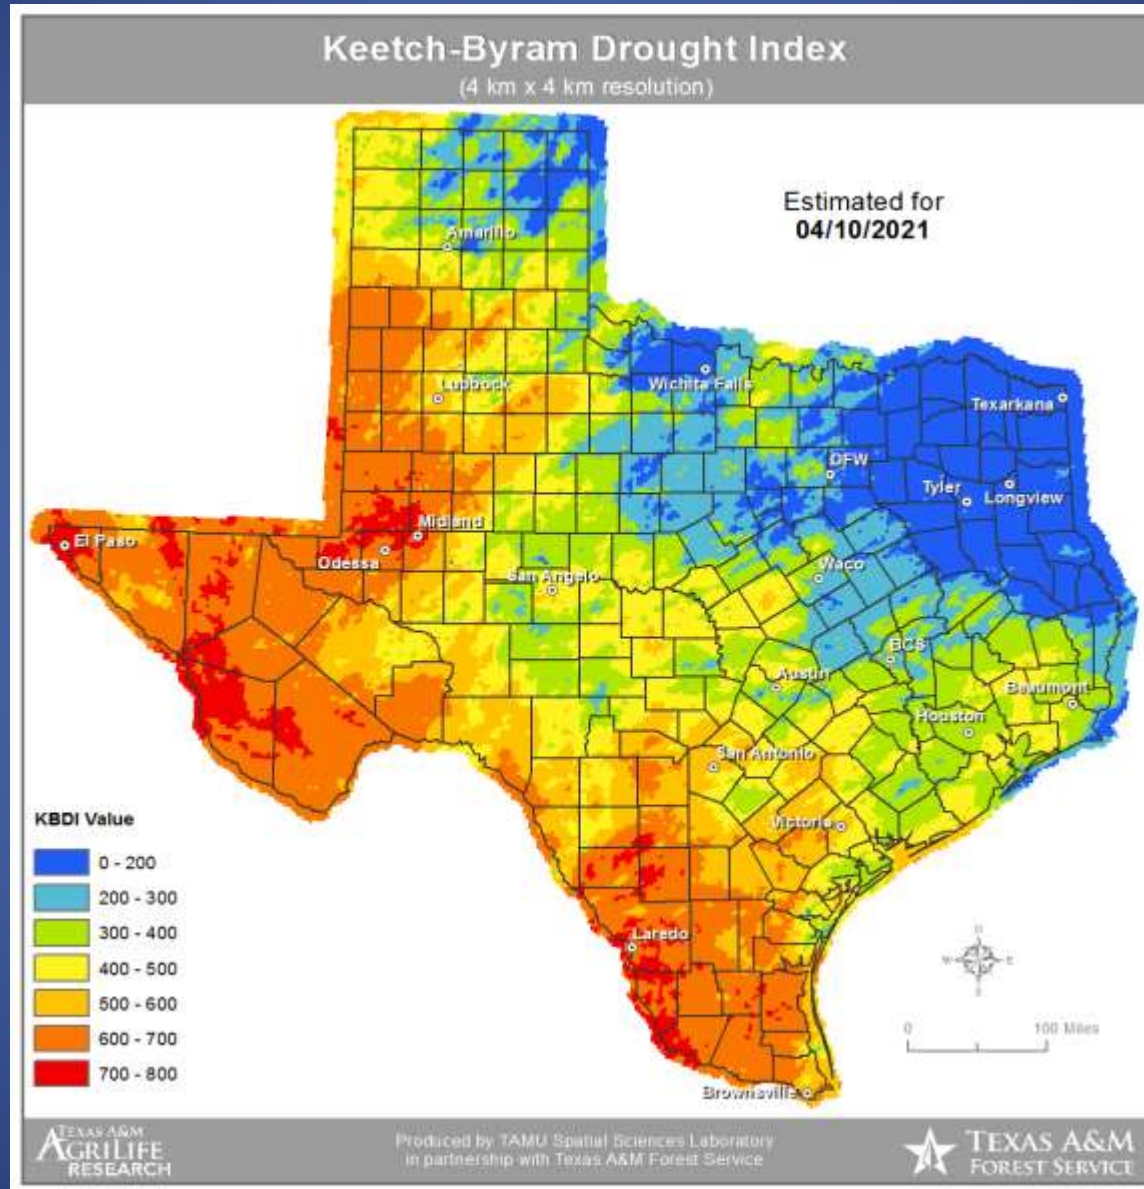 Keetch-Byram Drought Index
(4 km x 4 km resolution)
Estimated for
04/10/2021
Amarillo
Lubbock
Wichita Falls
Texarkana
DFW
Tyler
Longview
Midland
El Paso
Odessa
San Angelo
Waco
BCS
Austin
Beaumont
Houston
San Antonio
Victoria
Laredo
Brownsville
KBDI Value
0 - 200
200 - 300
300 - 400
400 - 500
500 - 600
600 - 700
700 - 800
N
W E
S
0 100 Miles
TEXAS A&M
AGRILIFE
RESEARCH
Produced by TAMU Spatial Sciences Laboratory
in partnership with Texas A&M Forest Service
TEXAS A&M
FOREST SERVICE